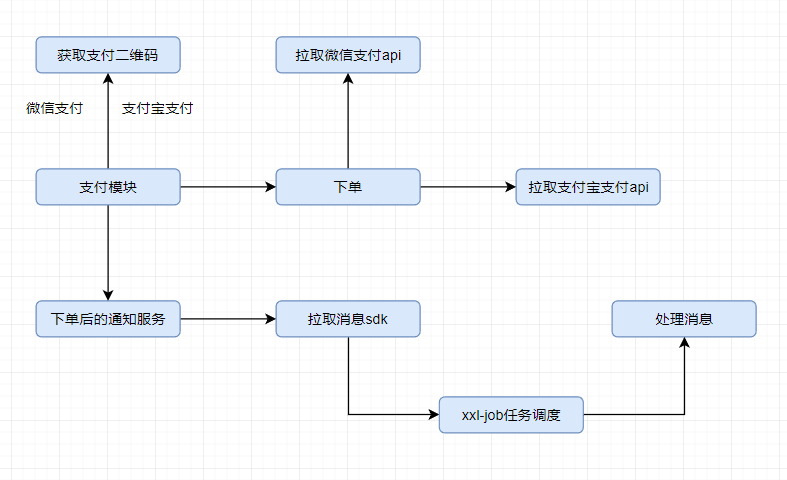 获取支付二维码
拉取微信支付api
微信支付
支付宝支付
支付模块
下单
拉取支付宝支付api
下单后的通知服务
拉取消息sdk
处理消息
xxl-job任务调度